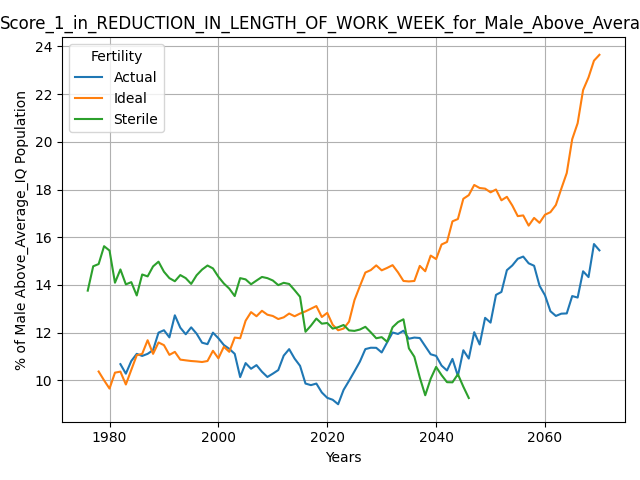 Score_1_in_REDUCTION_IN_LENGTH_OF_WORK_WEEK_for_Male_Above_Avera
24
22
20
18
16
14
12
10
% of Male Above_Average_IQ Population
Fertility
Actual
Ideal
Sterile
1980 2000 2020 2040 2060
Years